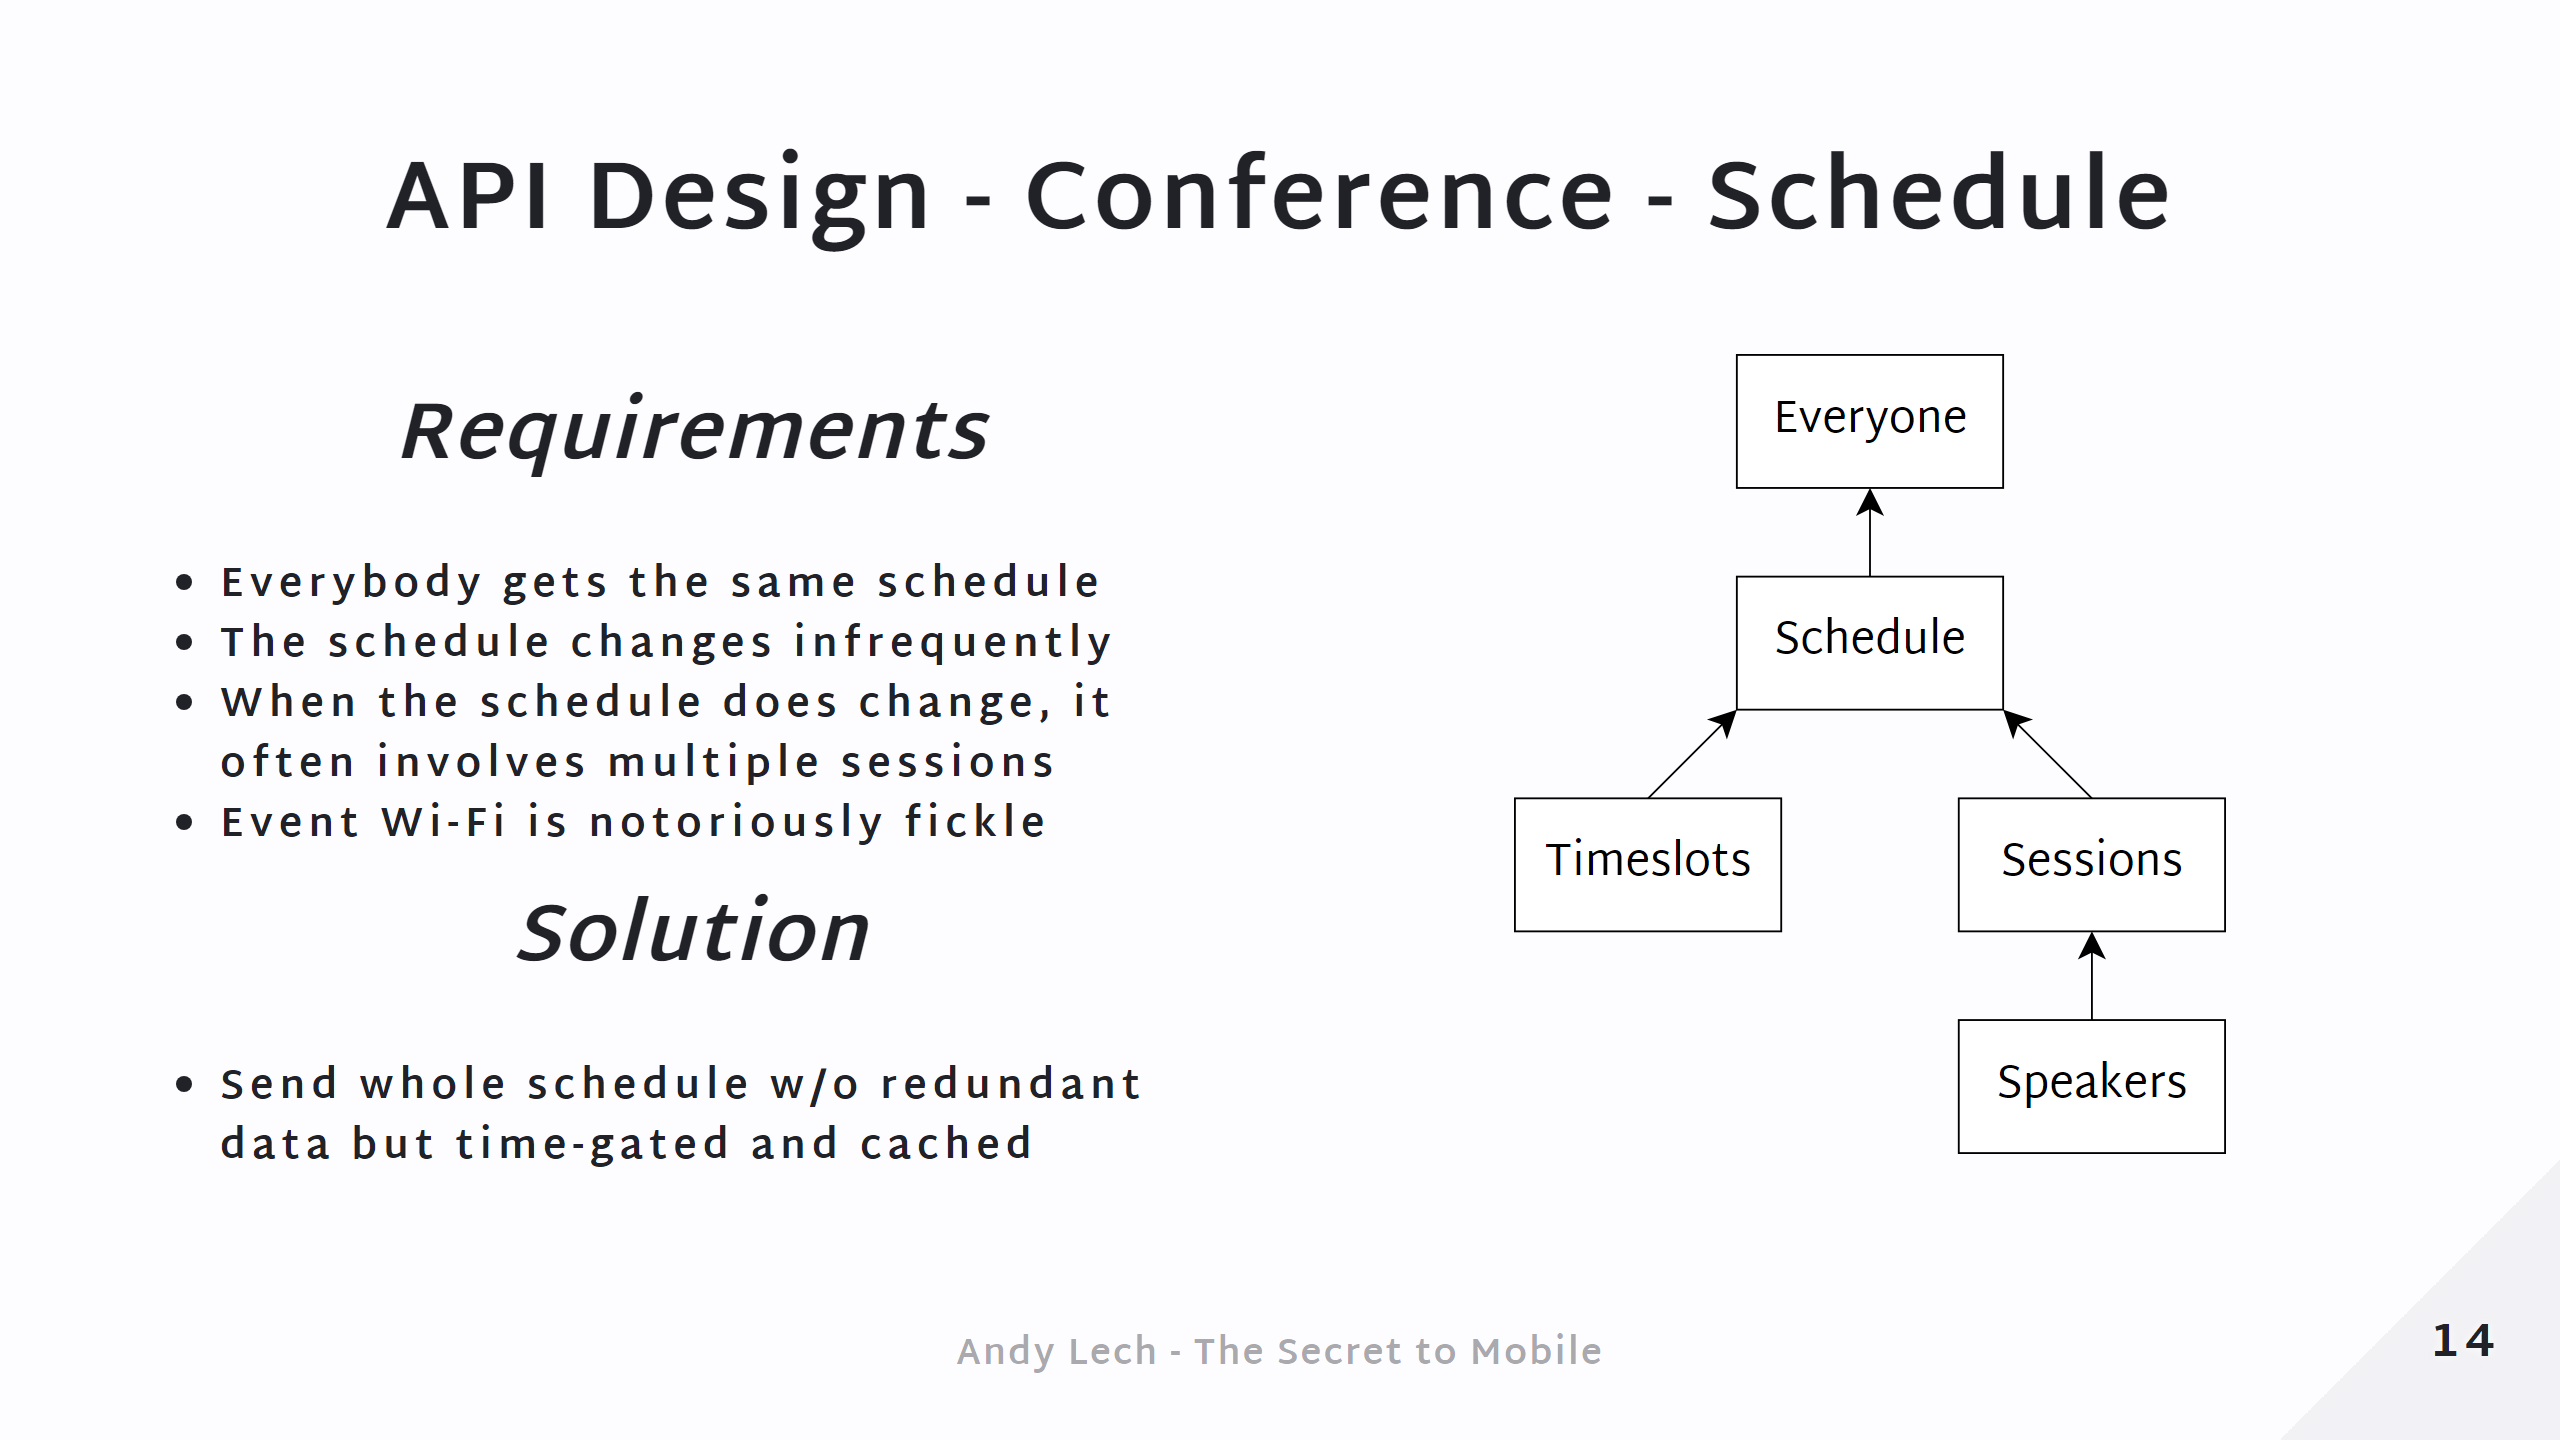 API Design - Conference - Schedule
Requirements
• Everybody gets the same schedule
• The schedule changes infrequently
• When the schedule does change, it
often involves multiple sessions
• Event Wi-Fi is notoriously fickle
Solution
• Send whole schedule w/o redundant
data but time-gated and cached
Everyone
Schedule
Timeslots
Sessions
Speakers
Andy Lech - The Secret to Mobile
14